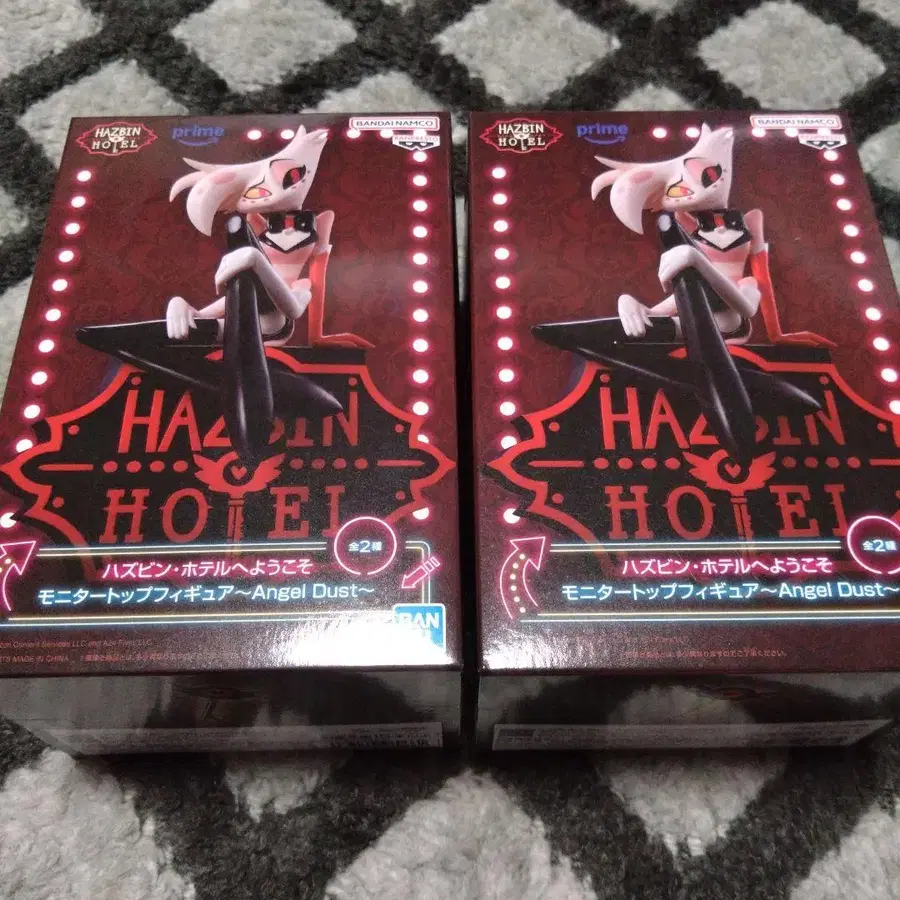 HAZBIN HOTEL
prime
BANDAI NAMCO
BANPRESTO
HAZBIN
HOTEL
全2種
ハズビン・ホテルへようこそ
モニタートップフィギュア〜Angel Dust〜
BAN
MADE IN CHINA
HAZBIN HOTEL
prime
BANDAI NAMCO
HAZBIN
HOTEL
全2種
ハズビン・ホテルへようこそ
モニタートップフィギュア〜Angel Dust〜